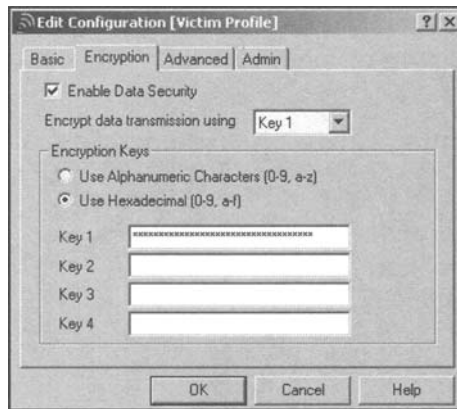 Edit Configuration [Victim Profile]
Basic Encryption Advanced Admin
Enable Data Security
Encrypt data transmission using Key 1
Encryption Keys
Use Alphanumeric Characters (0-9, a-z)
Use Hexadecimal (0-9, a-f)
Key 1
Key 2
Key 3
Key 4
OK Cancel Help